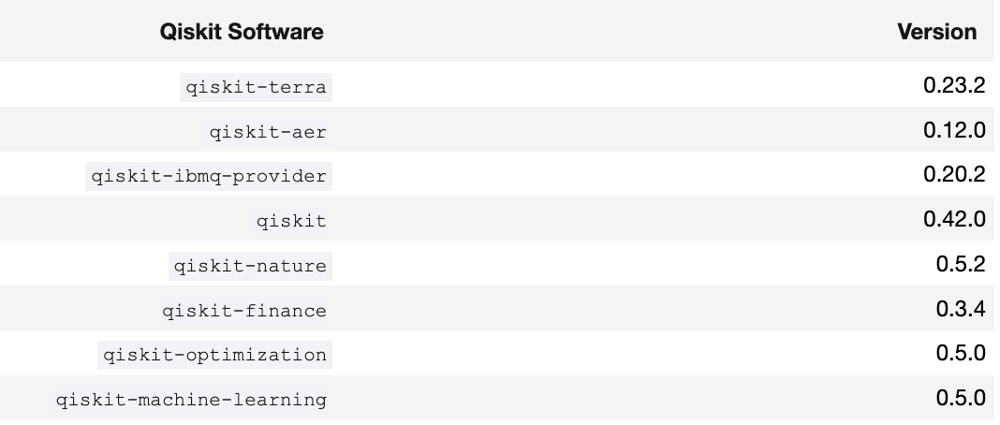 Qiskit Software Version
qiskit-terra 0.23.2
qiskit-aer 0.12.0
qiskit-ibmq-provider 0.20.2
qiskit 0.42.0
qiskit-nature 0.5.2
qiskit-finance 0.3.4
qiskit-optimization 0.5.0
qiskit-machine-learning 0.5.0